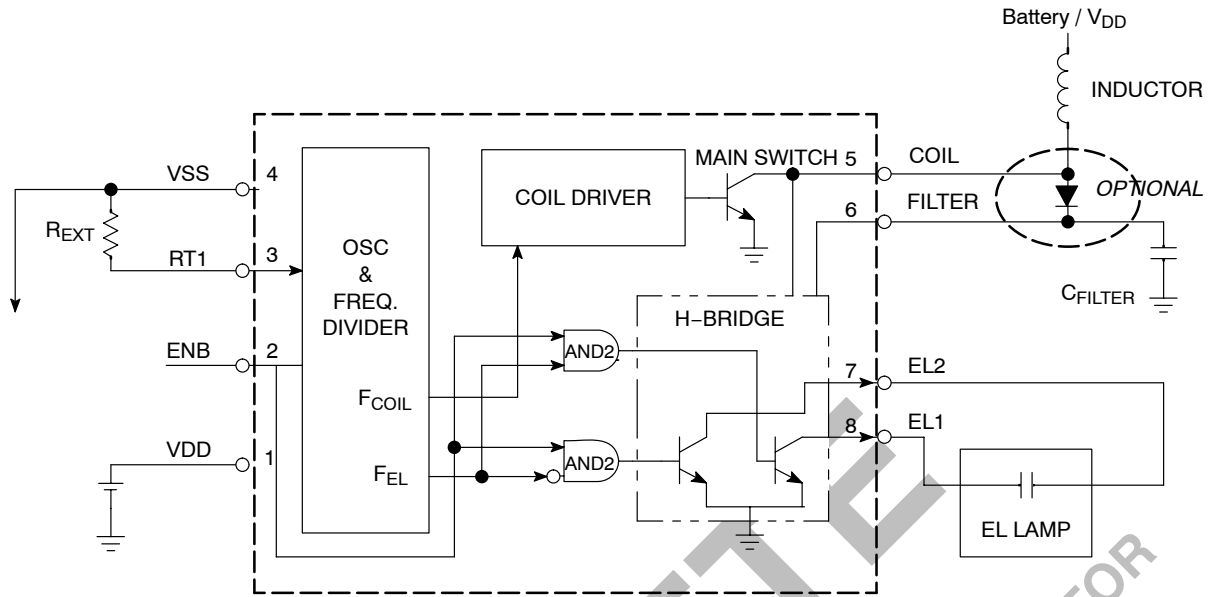 Battery / VDD
INDUCTOR
MAIN SWITCH
5
COIL
OPTIONAL
6
FILTER
CFILTER
VSS
4
REXT
RT1
3
ENB
2
VDD
1
OSC
&
FREQ.
DIVIDER
FCOIL
FEL
COIL DRIVER
AND2
AND2
H−BRIDGE
7
EL2
8
EL1
EL LAMP